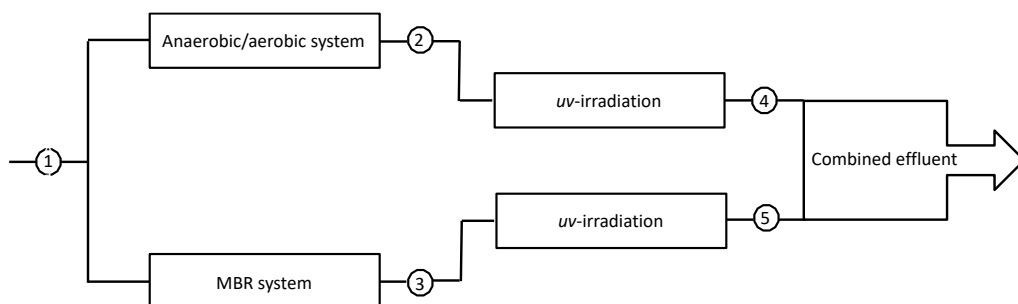 Anaerobic/aerobic system
2
uv-irradiation
4
1
Combined effluent
uv-irradiation
5
MBR system
3